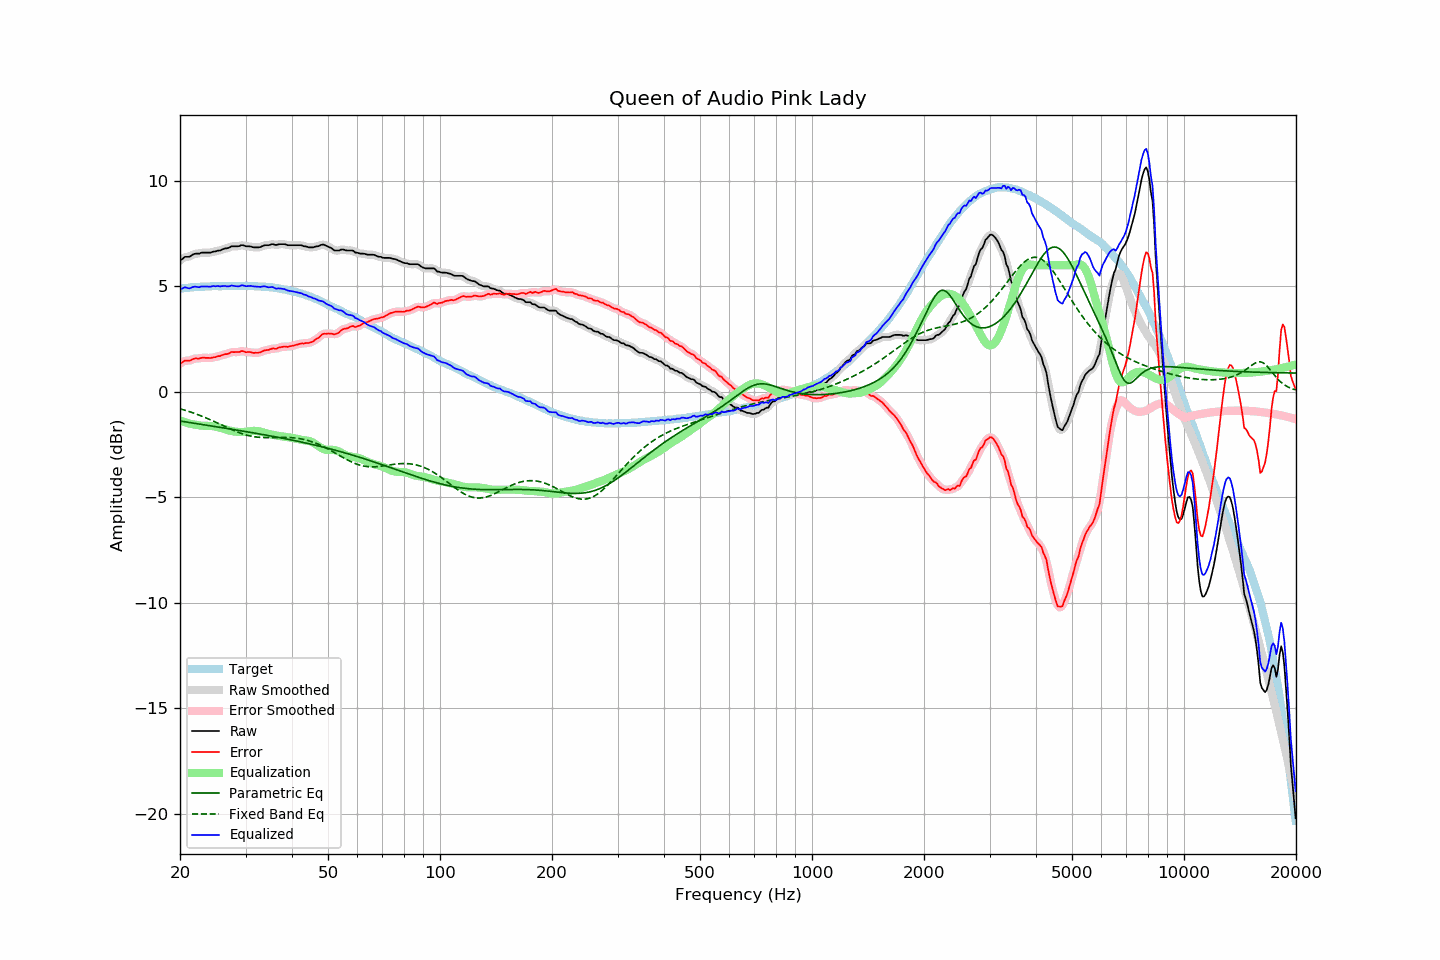 Queen of Audio Pink Lady
Amplitude (dBr)
10
5
0
−5
−10
−15
−20
Target
Raw Smoothed
Error Smoothed
Raw
Error
Equalization
Parametric Eq
Fixed Band Eq
Equalized
20 50 100 200 500 1000 2000 5000 10000 20000
Frequency (Hz)